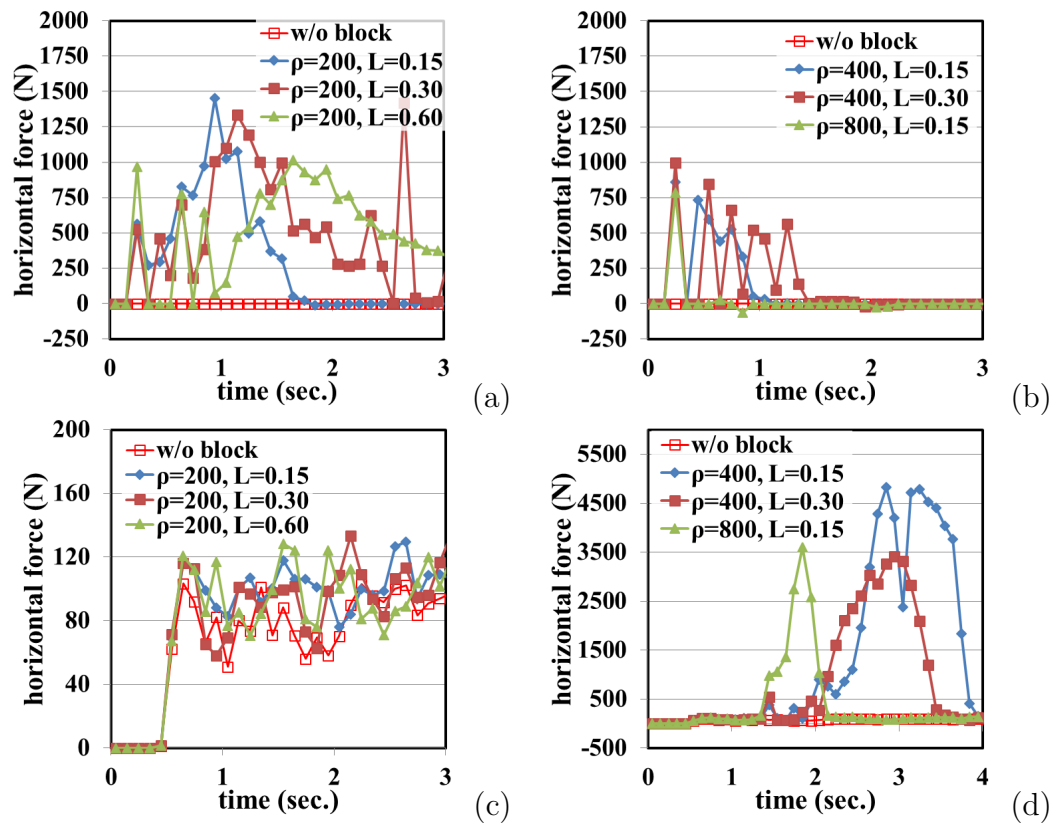 2000
1750
1500
1250
1000
750
500
250
0
-250
horizontal force (N)
w/o block
ρ=200, L=0.15
ρ=200, L=0.30
ρ=200, L=0.60
0 1 2 3
time (sec.)
(a)
2000
1750
1500
1250
1000
750
500
250
0
-250
horizontal force (N)
w/o block
ρ=400, L=0.15
ρ=400, L=0.30
ρ=800, L=0.15
0 1 2 3
time (sec.)
(b)
200
160
120
80
40
0
horizontal force (N)
w/o block
ρ=200, L=0.15
ρ=200, L=0.30
ρ=200, L=0.60
0 1 2 3
time (sec.)
(c)
5500
4500
3500
2500
1500
500
-500
horizontal force (N)
w/o block
ρ=400, L=0.15
ρ=400, L=0.30
ρ=800, L=0.15
0 1 2 3 4
time (sec.)
(d)